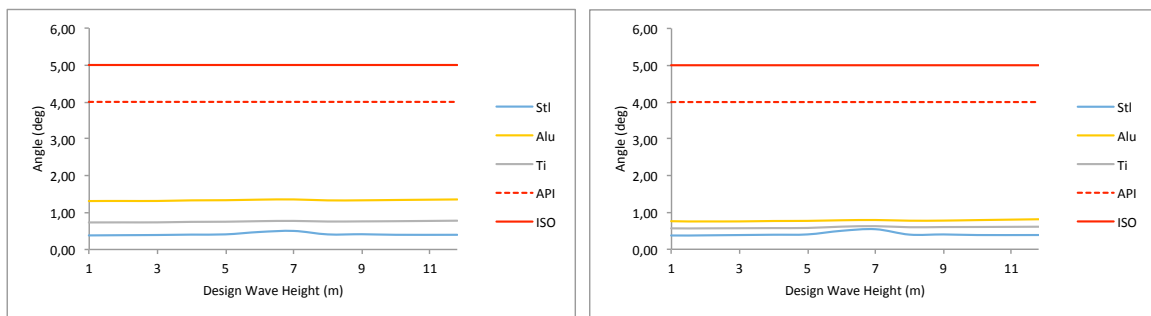 6,00
5,00
4,00
3,00
2,00
1,00
0,00
Angle (deg)
1 3 5 7 9 11
Design Wave Height (m)
Stl
Alu
Ti
API
ISO
6,00
5,00
4,00
3,00
2,00
1,00
0,00
Angle (deg)
1 3 5 7 9 11
Design Wave Height (m)
Stl
Alu
Ti
API
ISO